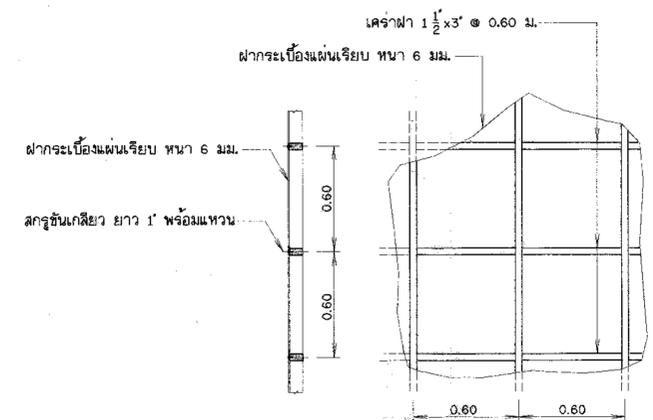 เคร่าฝา 1 1/2"x3" @ 0.60 ม.
ฝากระเบื้องแผ่นเรียบ หนา 6 มม.
ฝากระเบื้องแผ่นเรียบ หนา 6 มม.
0.60
สกรูขันเกลียว ยาว 1" พร้อมแหวน
0.60
0.60
0.60